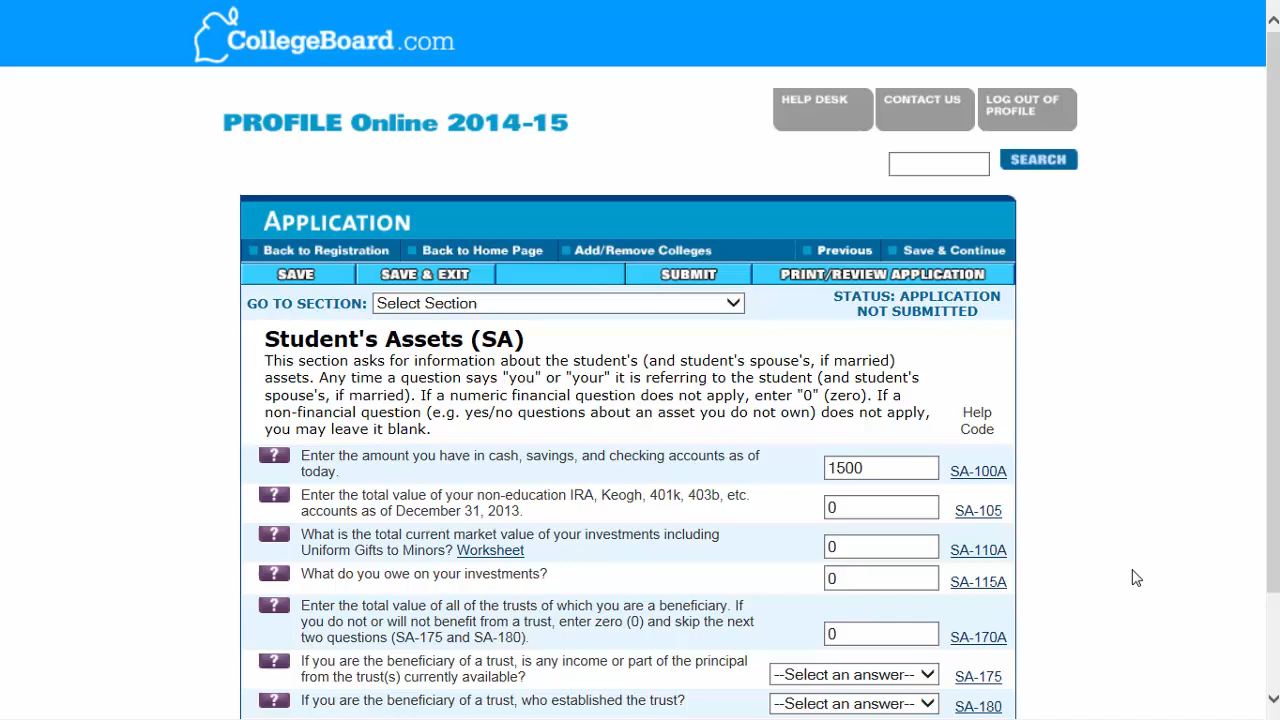 CollegeBoard.com
PROFILE Online 2014-15
HELP DESK
CONTACT US
LOG OUT OF
PROFILE
SEARCH
APPLICATION
Back to Registration
Back to Home Page
Add/Remove Colleges
Previous
Save & Continue
SAVE
SAVE & EXIT
SUBMIT
PRINT/REVIEW APPLICATION
GO TO SECTION:
Select Section
STATUS: APPLICATION
NOT SUBMITTED
Student's Assets (SA)
This section asks for information about the student's (and student's spouse's, if married)
assets. Any time a question says "you" or "your" it is referring to the student (and student's
spouse's, if married). If a numeric financial question does not apply, enter "0" (zero). If a
non-financial question (e.g. yes/no questions about an asset you do not own) does not apply,
you may leave it blank.
Help
Code
? Enter the amount you have in cash, savings, and checking accounts as of
today.
1500
SA-100A
? Enter the total value of your non-education IRA, Keogh, 401k, 403b, etc.
accounts as of December 31, 2013.
0
SA-105
? What is the total current market value of your investments including
Uniform Gifts to Minors? Worksheet
0
SA-110A
? What do you owe on your investments?
0
SA-115A
? Enter the total value of all of the trusts of which you are a beneficiary. If
you do not or will not benefit from a trust, enter zero (0) and skip the next
two questions (SA-175 and SA-180).
0
SA-170A
? If you are the beneficiary of a trust, is any income or part of the principal
from the trust(s) currently available?
--Select an answer--
SA-175
? If you are the beneficiary of a trust, who established the trust?
--Select an answer--
SA-180